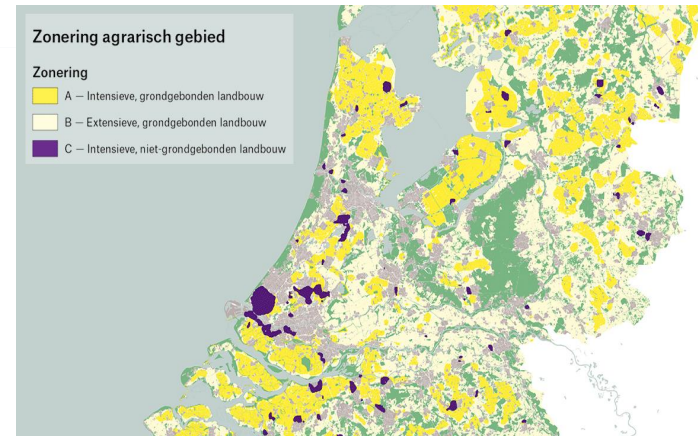 Zonering agrarisch gebied
Zonering
A — Intensieve, grondgebonden landbouw
B — Extensieve, grondgebonden landbouw
C — Intensieve, niet-grondgebonden landbouw